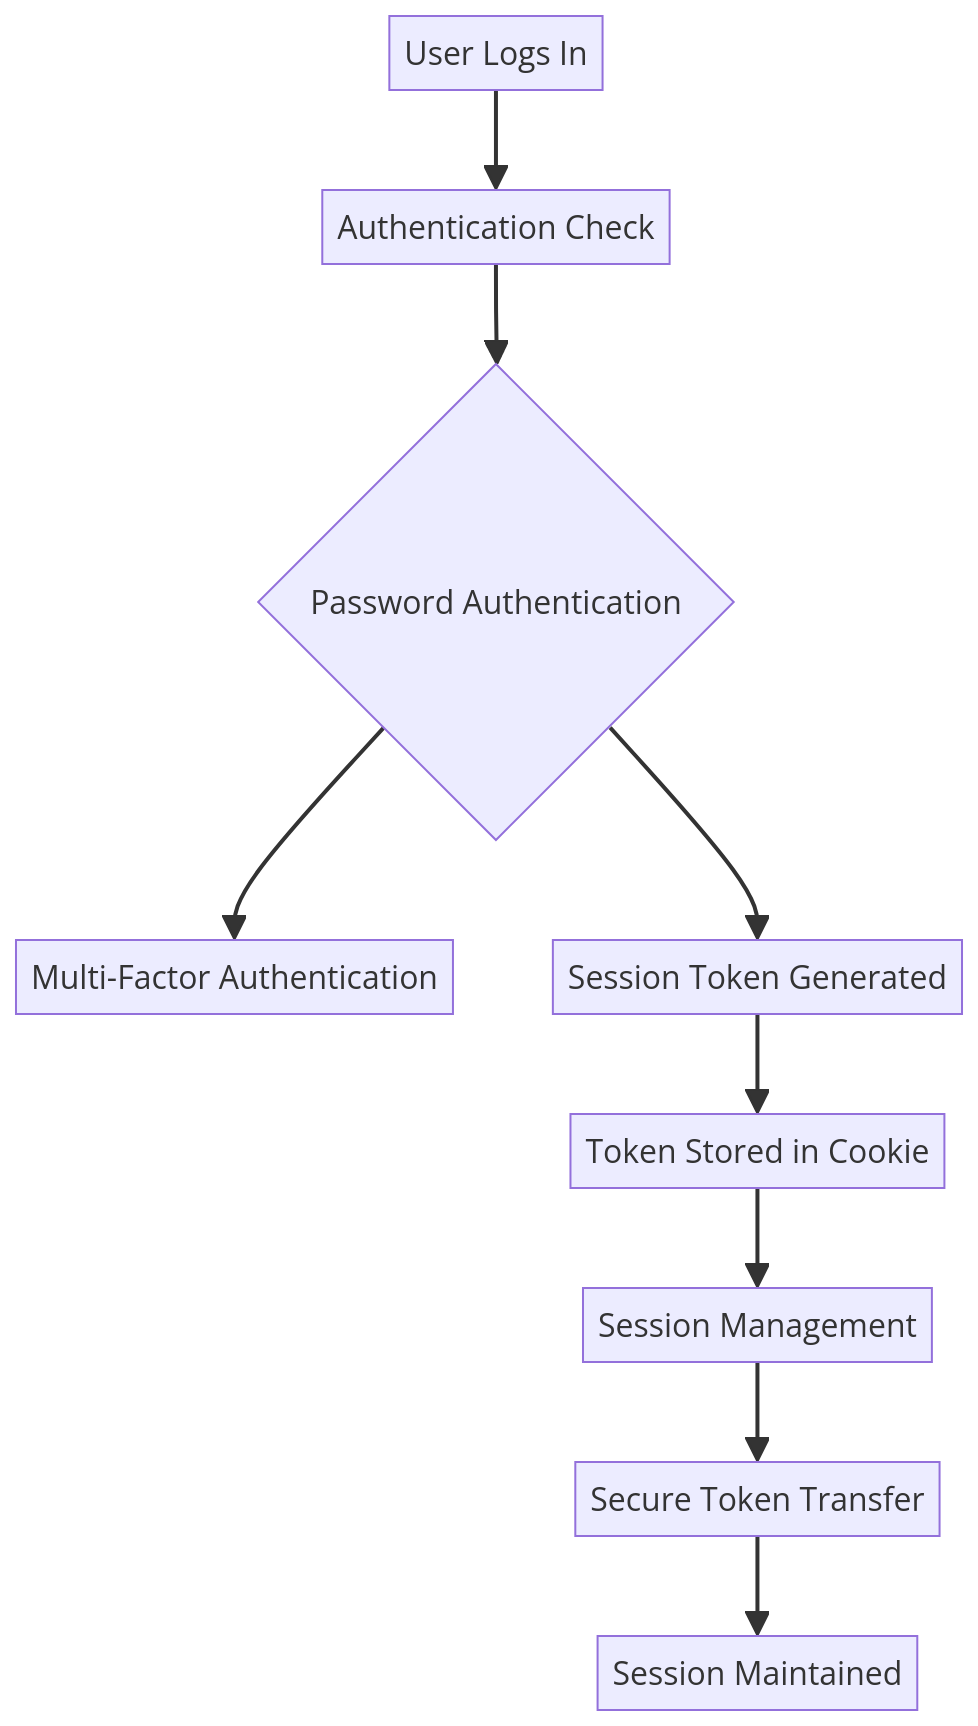 User Logs In
Authentication Check
Password Authentication
Multi-Factor Authentication
Session Token Generated
Token Stored in Cookie
Session Management
Secure Token Transfer
Session Maintained